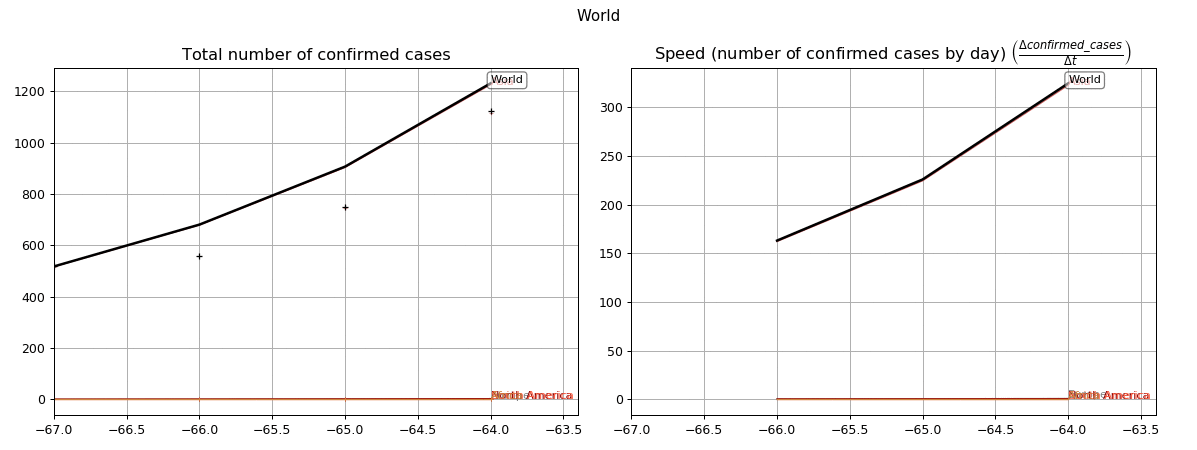 World
Total number of confirmed cases
Speed (number of confirmed cases by day) (Δconfirmed_cases/Δt)
World
World
1200
1000
800
600
400
200
0
300
250
200
150
100
50
0
North America
North America
−67.0 −66.5 −66.0 −65.5 −65.0 −64.5 −64.0 −63.5
−67.0 −66.5 −66.0 −65.5 −65.0 −64.5 −64.0 −63.5